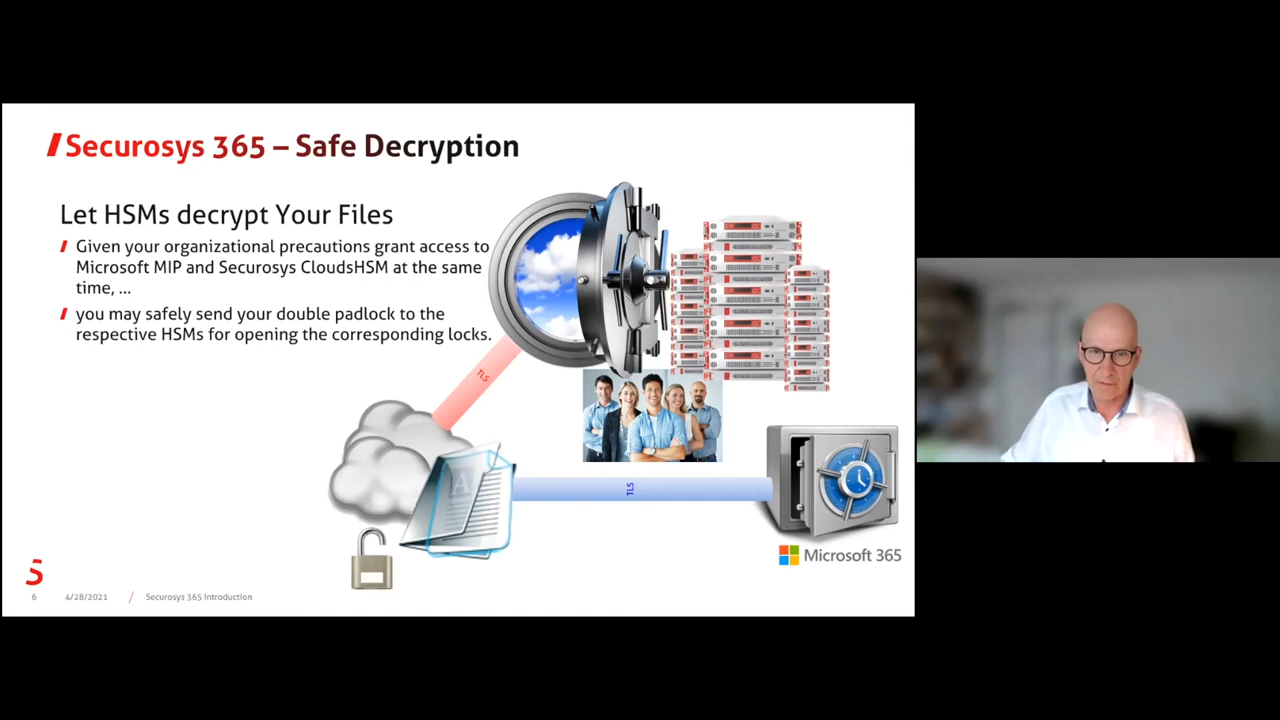 Securosys 365 – Safe Decryption
Let HSMs decrypt Your Files
Given your organizational precautions grant access to
Microsoft MIP and Securosys CloudsHSM at the same
time, ...
you may safely send your double padlock to the
respective HSMs for opening the corresponding locks.
TLS
TLS
A
Microsoft 365
6 4/28/2021 / Securosys 365 Introduction